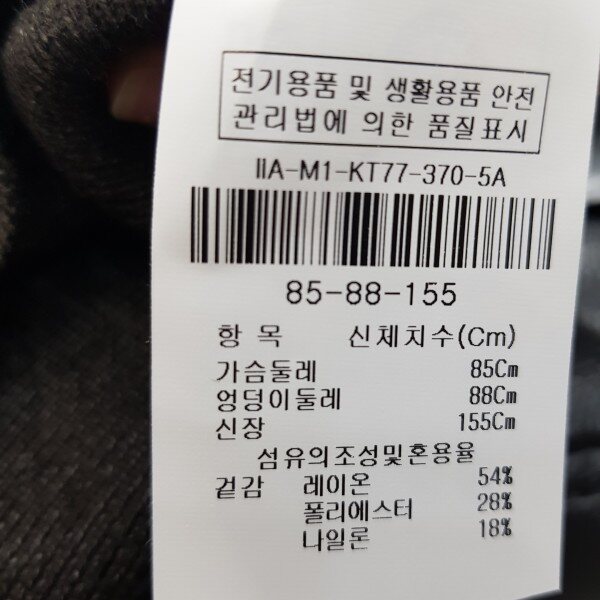 전기용품 및 생활용품 안전
관리법에 의한 품질표시
IIA-M1-KT77-370-5A
85-88-155
항 목 신체치수(Cm)
가슴둘레 85Cm
엉덩이둘레 88Cm
신장 155Cm
섬유의조성및혼용율
겉감 레이온 54%
폴리에스터 28%
나일론 18%